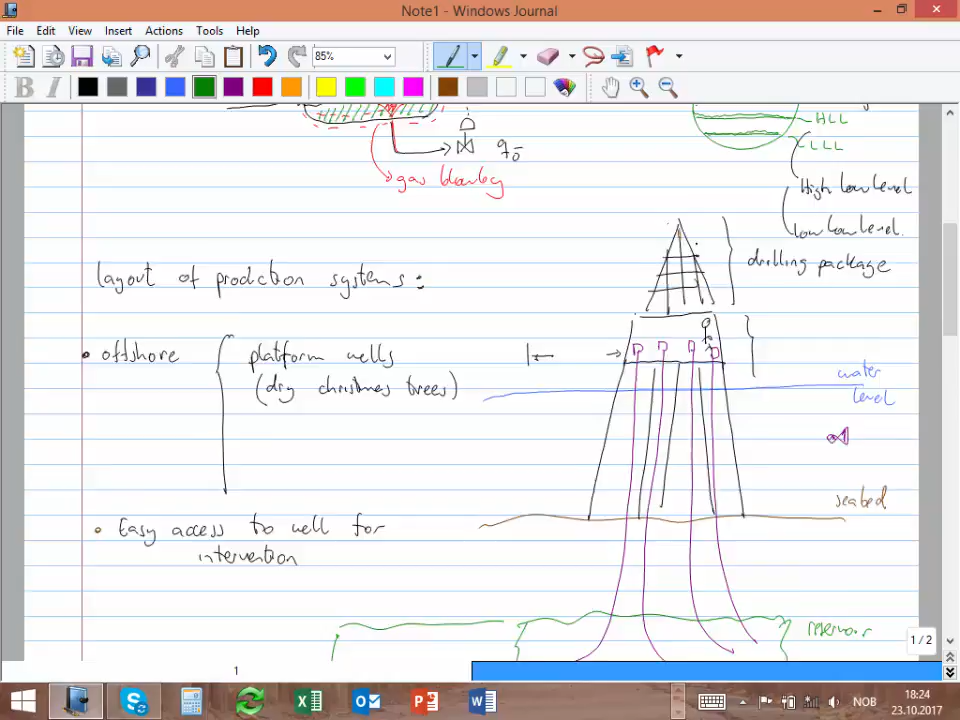 Note1 - Windows Journal
File Edit View Insert Actions Tools Help
85%
B I
HLL
LLL
q ō
High low level
low low level.
drilling package
layout of production systems :
• offshore
platform wells
(dry christmas trees)
water
level
seabed
• Easy access to well for
intervention
reservoir
1 / 2
1
NOB
18:24
23.10.2017